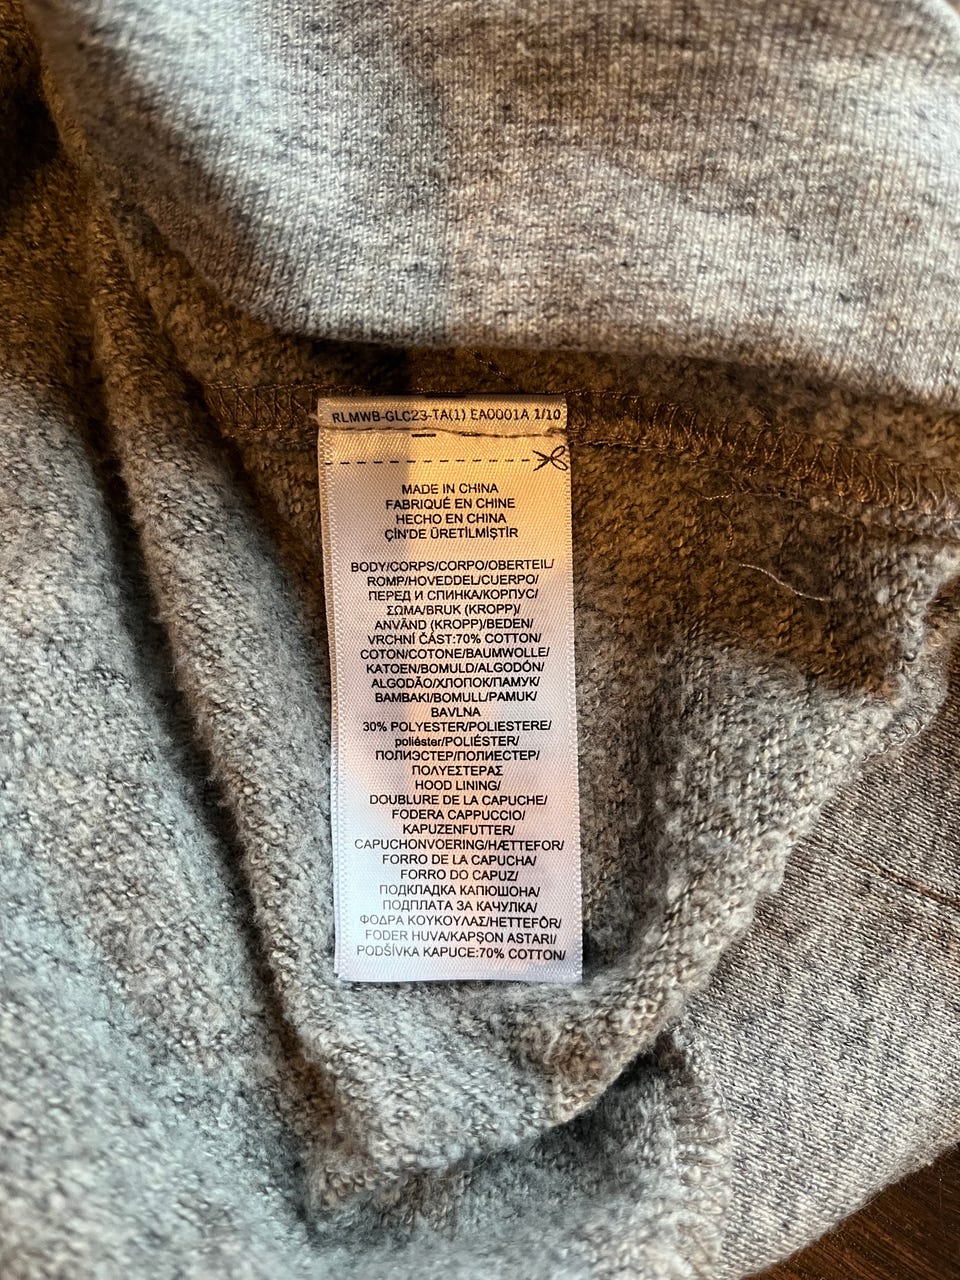 RLMWB-GLC23-TA(1) EA0001A 1/10
MADE IN CHINA
FABRIQUÉ EN CHINE
HECHO EN CHINA
ÇİN'DE ÜRETİLMİŞTİR
BODY/CORPS/CORPO/OBERTEIL/
ROMP/HOVEDDEL/CUERPO/
ПЕРЕД И СПИНКА/КОРПУС/
ΣΩΜΑ/BRUK (KROPP)/
ANVÄND (KROPP)/BEDEN/
VRCHNÍ ČÁST:70% COTTON/
COTON/COTONE/BAUMWOLLE/
KATOEN/BOMULD/ALGODÓN/
ALGODÃO/ХЛОПОК/ПАМУК/
BAMBAKI/BOMULL/PAMUK/
BAVLNA
30% POLYESTER/POLIESTERE/
poliéster/POLIÉSTER/
ПОЛИЭСТЕР/ПОЛИЕСТЕР/
ΠΟΛΥΕΣΤΕΡΑΣ
HOOD LINING/
DOUBLURE DE LA CAPUCHE/
FODERA CAPPUCCIO/
KAPUZENFUTTER/
CAPUCHONVOERING/HÆTTEFOR/
FORRO DE LA CAPUCHA/
FORRO DO CAPUZ/
ПОДКЛАДКА КАПЮШОНА/
ПОДПЛАТА ЗА КАЧУЛКА/
ΦΟΔΡΑ ΚΟΥΚΟΥΛΑΣ/HETTEFÔR/
FODER HUVA/KAPŞON ASTARI/
PODŠÍVKA KAPUCE:70% COTTON/